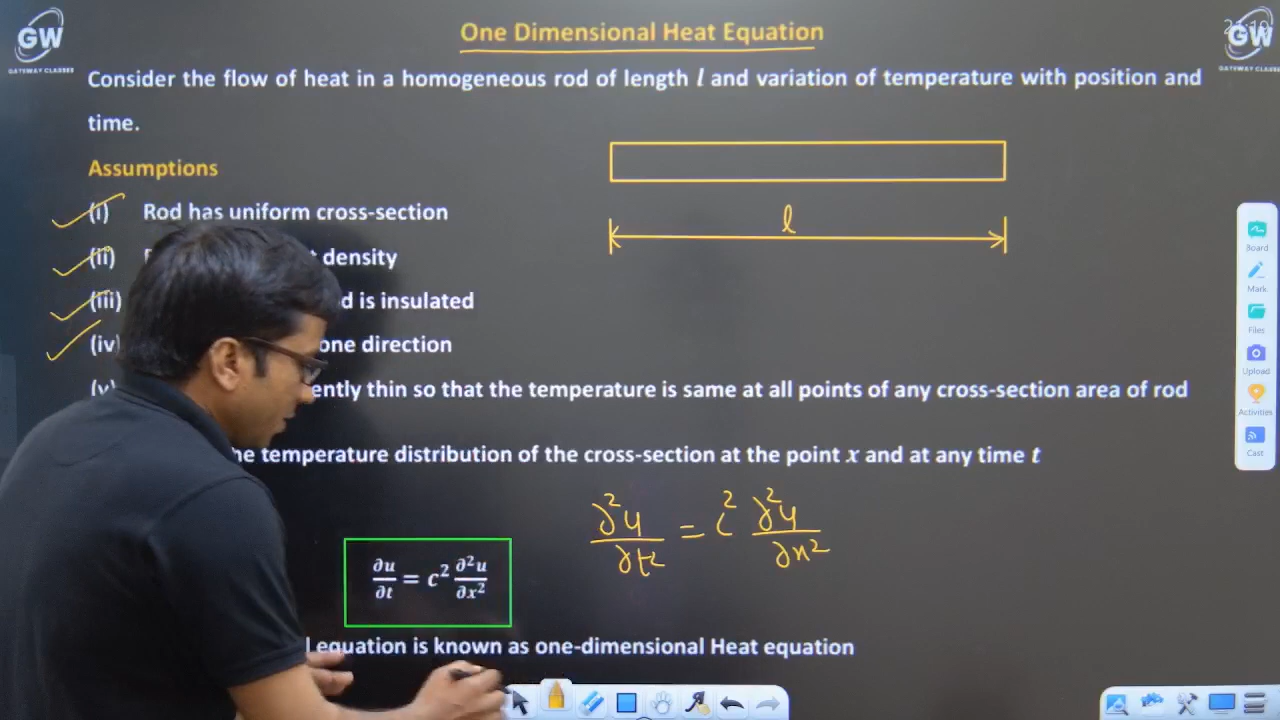 One Dimensional Heat Equation
GW
GATEWAY CLASSES
GW
GATEWAY CLASSES
Consider the flow of heat in a homogeneous rod of length l and variation of temperature with position and
time.
Assumptions
(i) Rod has uniform cross-section
(ii) density
(iii) is insulated
(iv) one direction
thin so that the temperature is same at all points of any cross-section area of rod
l
temperature distribution of the cross-section at the point x and at any time t
∂²u/∂t² = c² ∂²u/∂x²
∂u/∂t = c² ∂²u/∂x²
equation is known as one-dimensional Heat equation
Board
Mark
Files
Upload
Activities
Cast